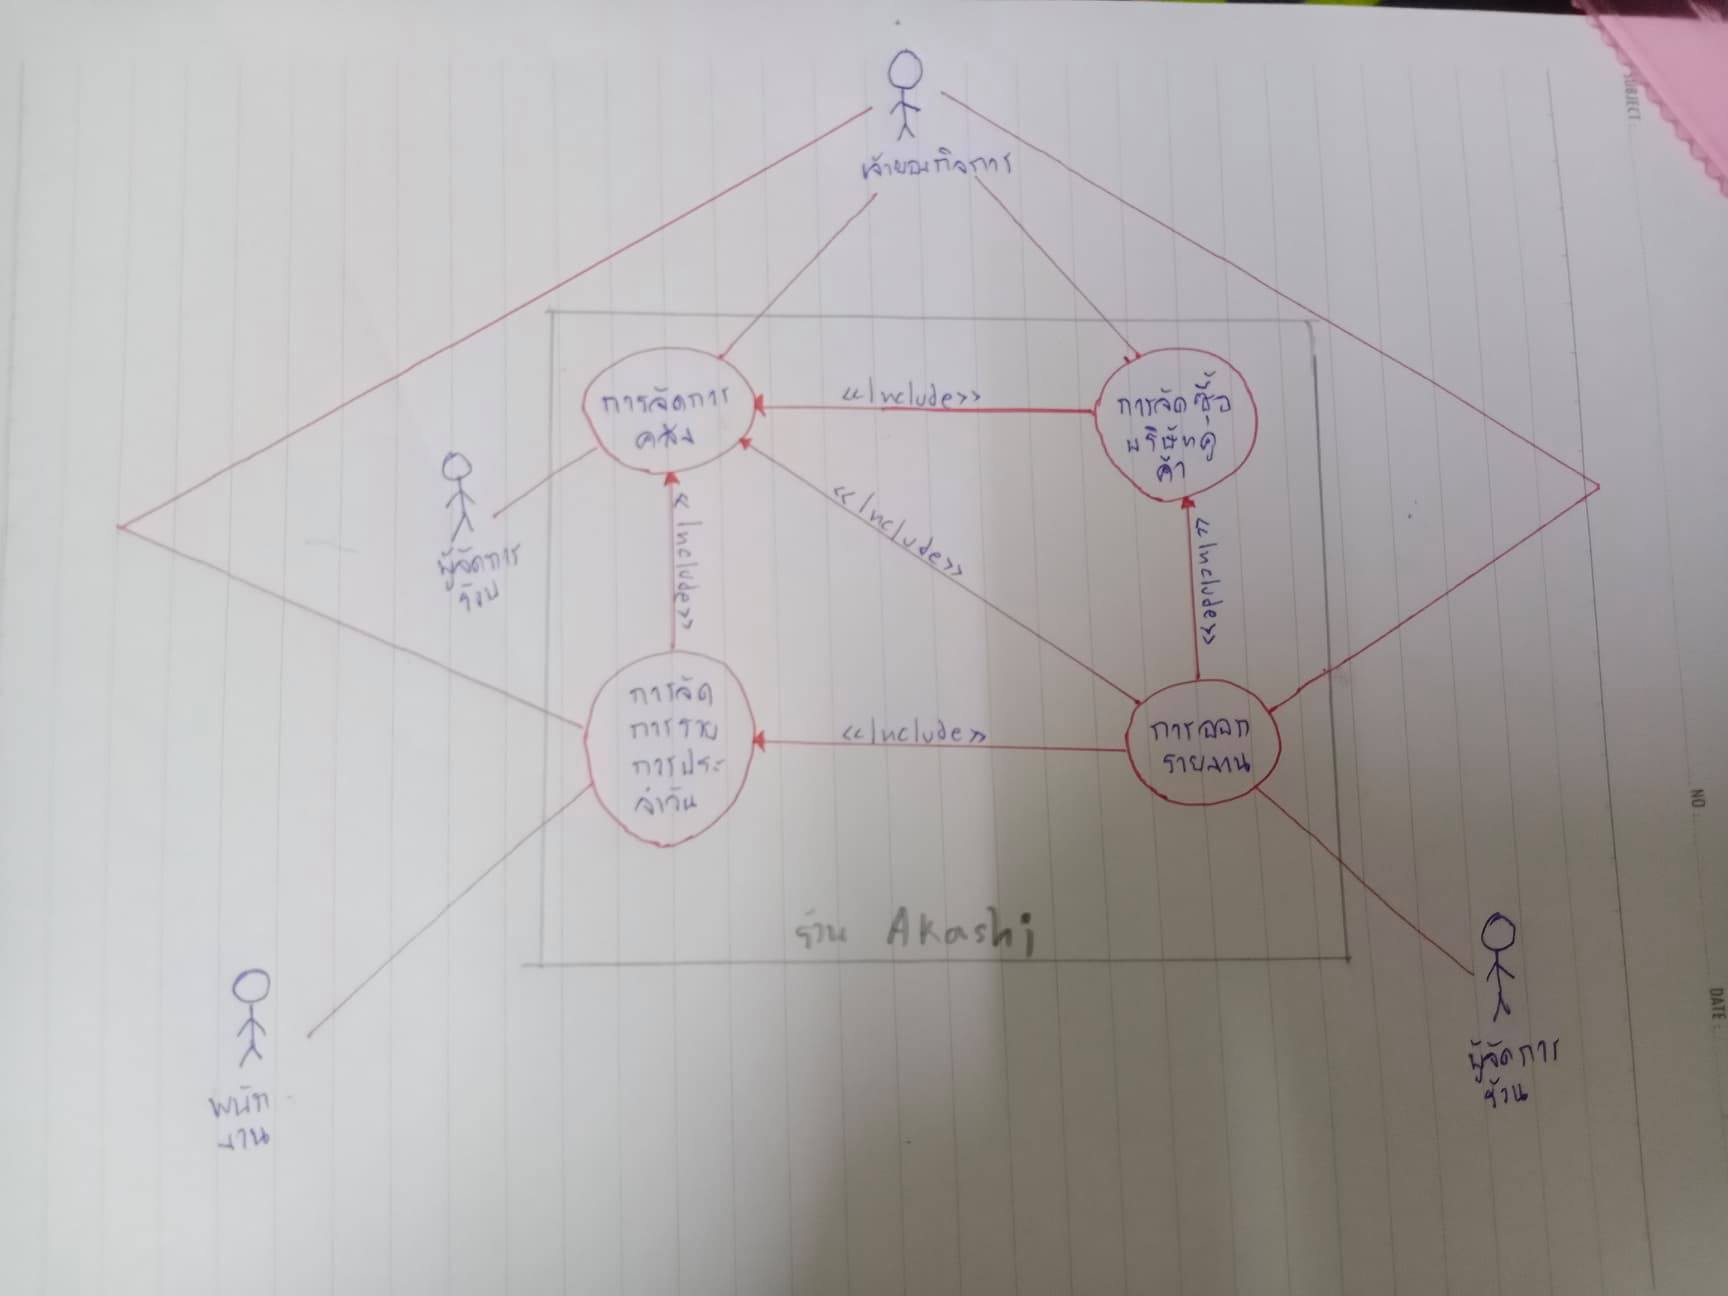 SUBJECT :
เจ้าของกิจการ
การจัดการ
คลัง
<<Include>>
การจัดซื้อ
บริษัทคู่
ค้า
ผู้จัดการ
ร้าน
<<Include>>
<<Include>>
<<Include>>
การจัด
การราย
การประ
จำวัน
<<Include>>
การออก
รายงาน
ร้าน Akashi
พนัก
งาน
ผู้จัดการ
ร้าน
NO
DATE :